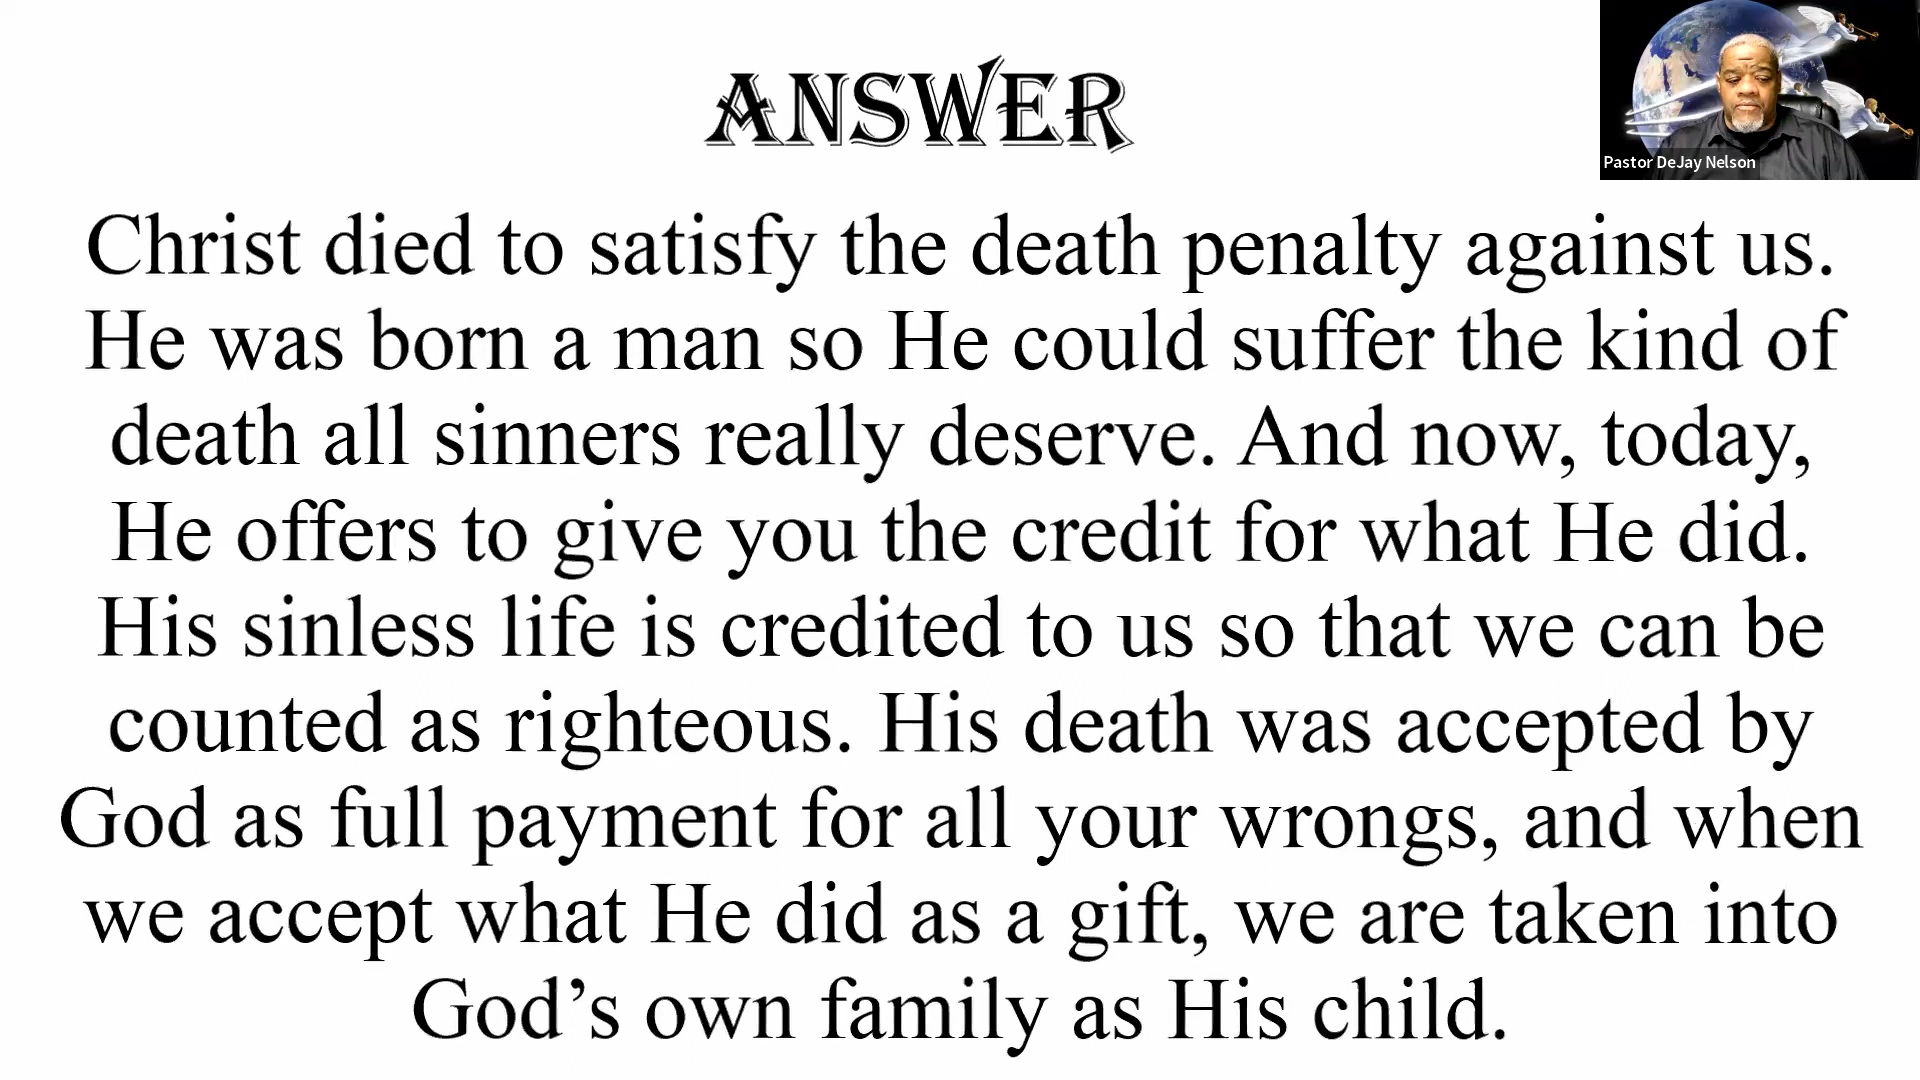 ANSWER
Pastor DeJay Nelson
Christ died to satisfy the death penalty against us.
He was born a man so He could suffer the kind of
death all sinners really deserve. And now, today,
He offers to give you the credit for what He did.
His sinless life is credited to us so that we can be
counted as righteous. His death was accepted by
God as full payment for all your wrongs, and when
we accept what He did as a gift, we are taken into
God’s own family as His child.